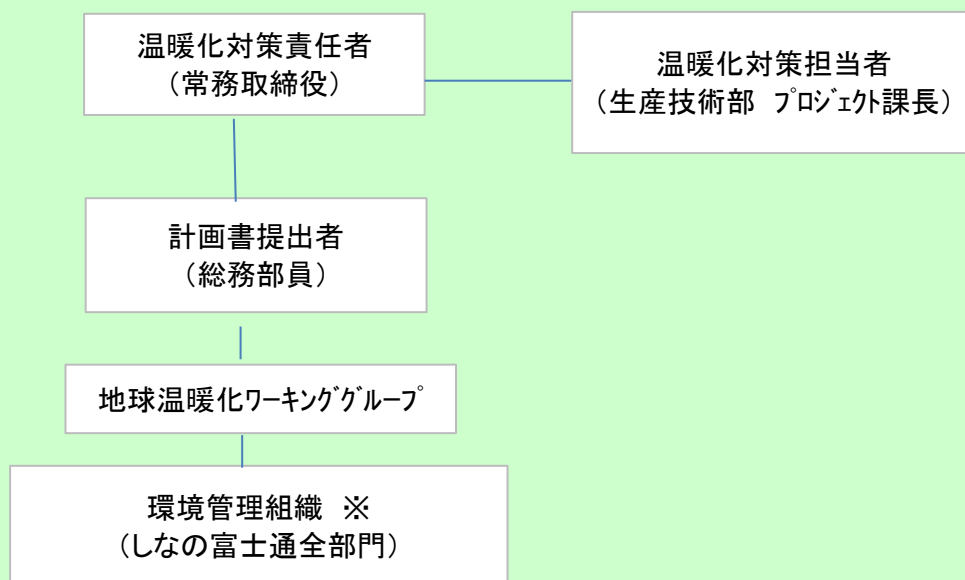 温暖化対策責任者
（常務取締役）
温暖化対策担当者
（生産技術部 ﾌﾟﾛｼﾞｪｸﾄ課長）
計画書提出者
（総務部員）
地球温暖化ﾜｰｷﾝｸﾞｸﾞﾙｰﾌﾟ
環境管理組織 ※
（しなの富士通全部門）